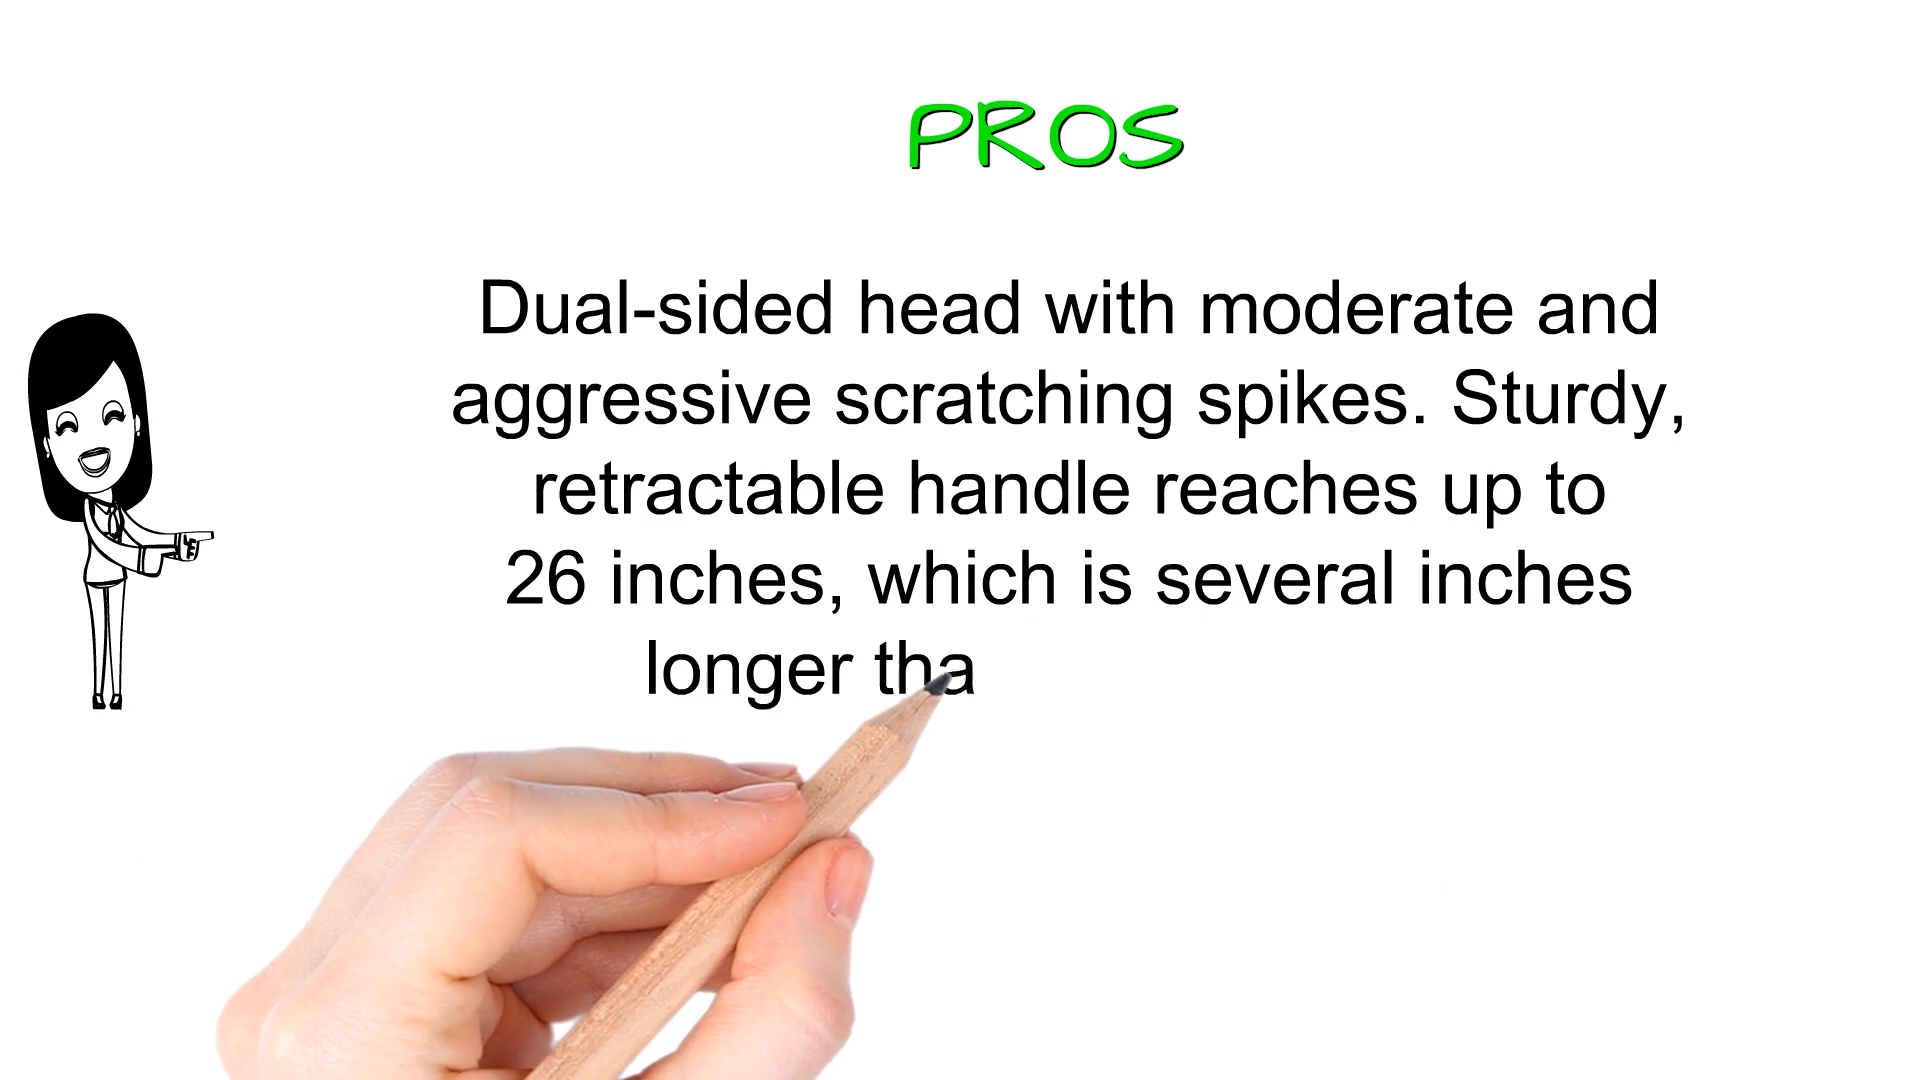 PROS
Dual-sided head with moderate and
aggressive scratching spikes. Sturdy,
retractable handle reaches up to
26 inches, which is several inches
longer tha